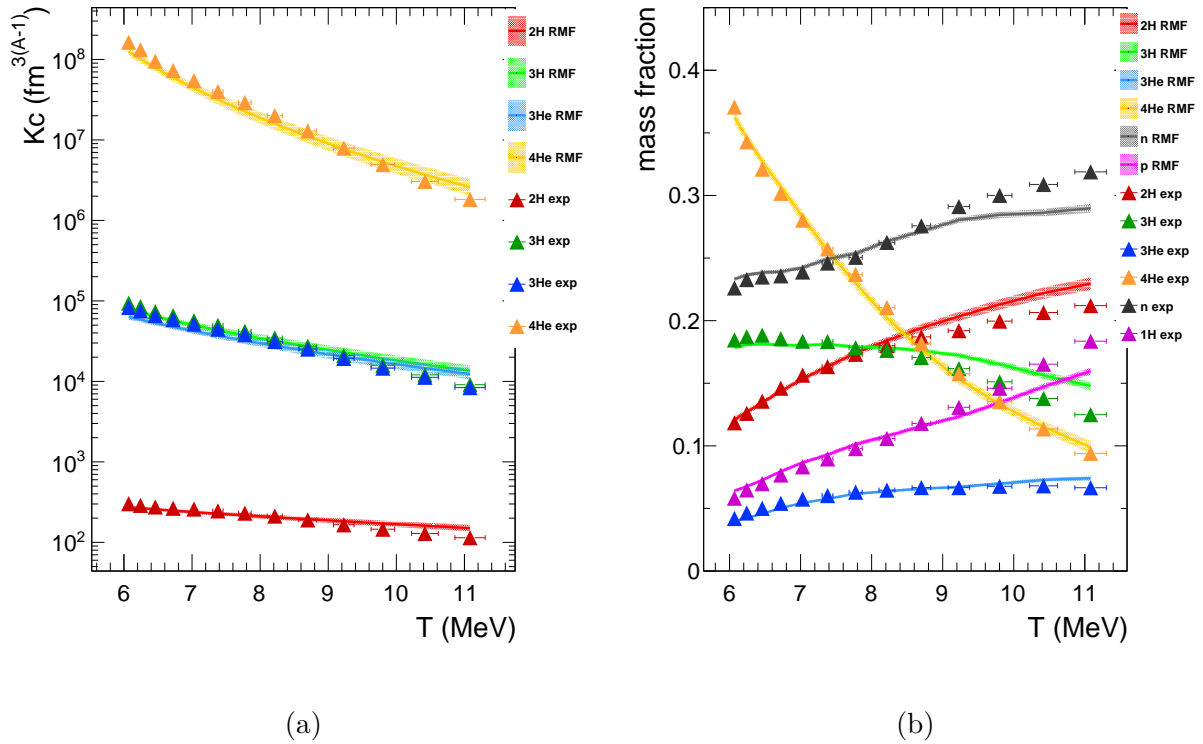 Kc (fm^3(A-1))
10^8
10^7
10^6
10^5
10^4
10^3
10^2
6 7 8 9 10 11
T (MeV)
2H RMF
3H RMF
3He RMF
4He RMF
2H exp
3H exp
3He exp
4He exp
(a)
mass fraction
0.4
0.3
0.2
0.1
0
6 7 8 9 10 11
T (MeV)
2H RMF
3H RMF
3He RMF
4He RMF
n RMF
p RMF
2H exp
3H exp
3He exp
4He exp
n exp
1H exp
(b)